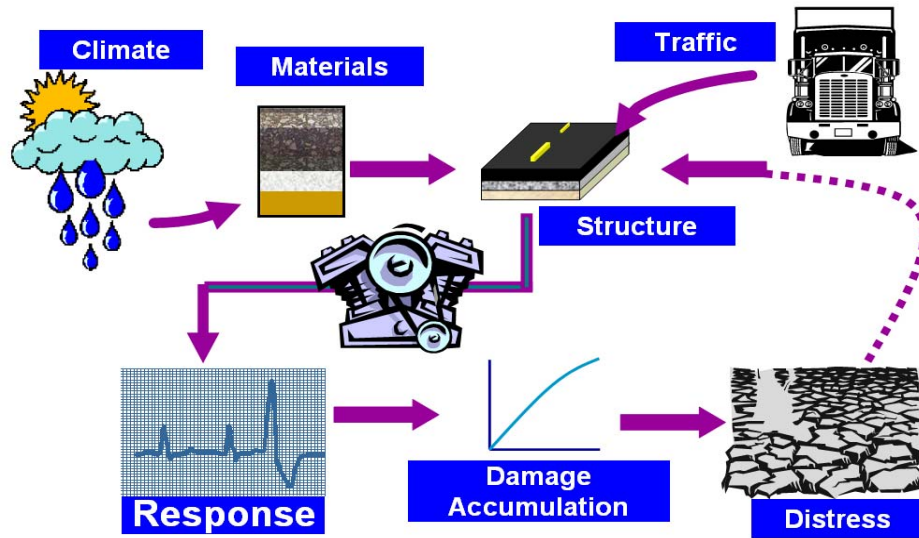 Climate
Materials
Traffic
Structure
Response
Damage
Accumulation
Distress